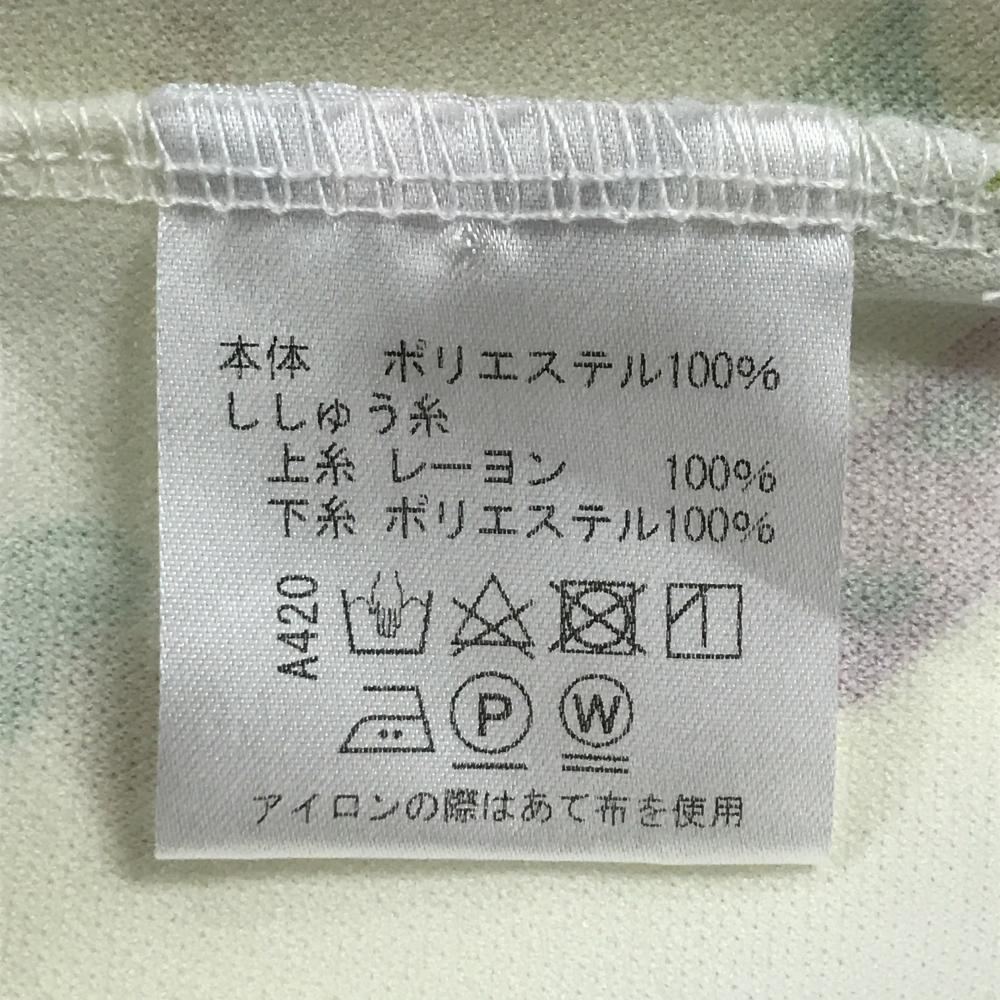 本体　ポリエステル100%
ししゅう糸
上糸 レーヨン　100%
下糸 ポリエステル100%
A420
P W
アイロンの際はあて布を使用